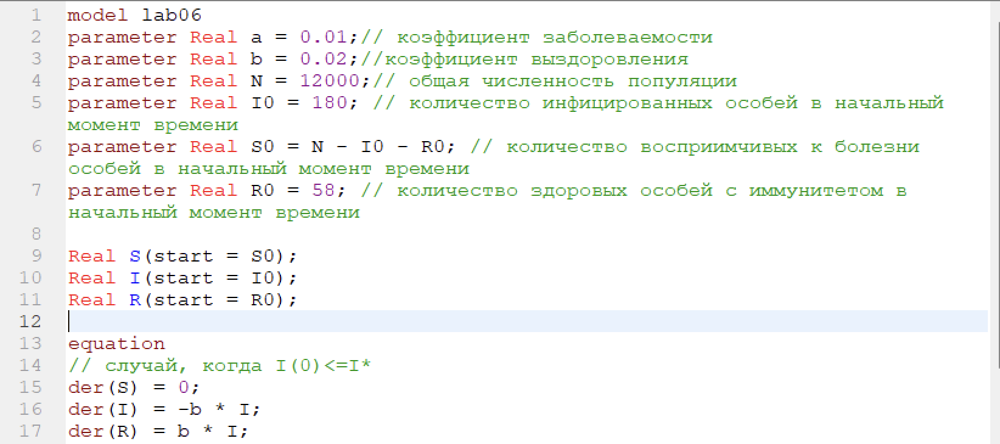 1 model lab06
2 parameter Real a = 0.01;// коэффициент заболеваемости
3 parameter Real b = 0.02;//коэффициент выздоровления
4 parameter Real N = 12000;// общая численность популяции
5 parameter Real I0 = 180; // количество инфицированных особей в начальный
момент времени
6 parameter Real S0 = N - I0 - R0; // количество восприимчивых к болезни
особей в начальный момент времени
7 parameter Real R0 = 58; // количество здоровых особей с иммунитетом в
начальный момент времени
8
9 Real S(start = S0);
10 Real I(start = I0);
11 Real R(start = R0);
12
13 equation
14 // случай, когда I(0)<=I*
15 der(S) = 0;
16 der(I) = -b * I;
17 der(R) = b * I;